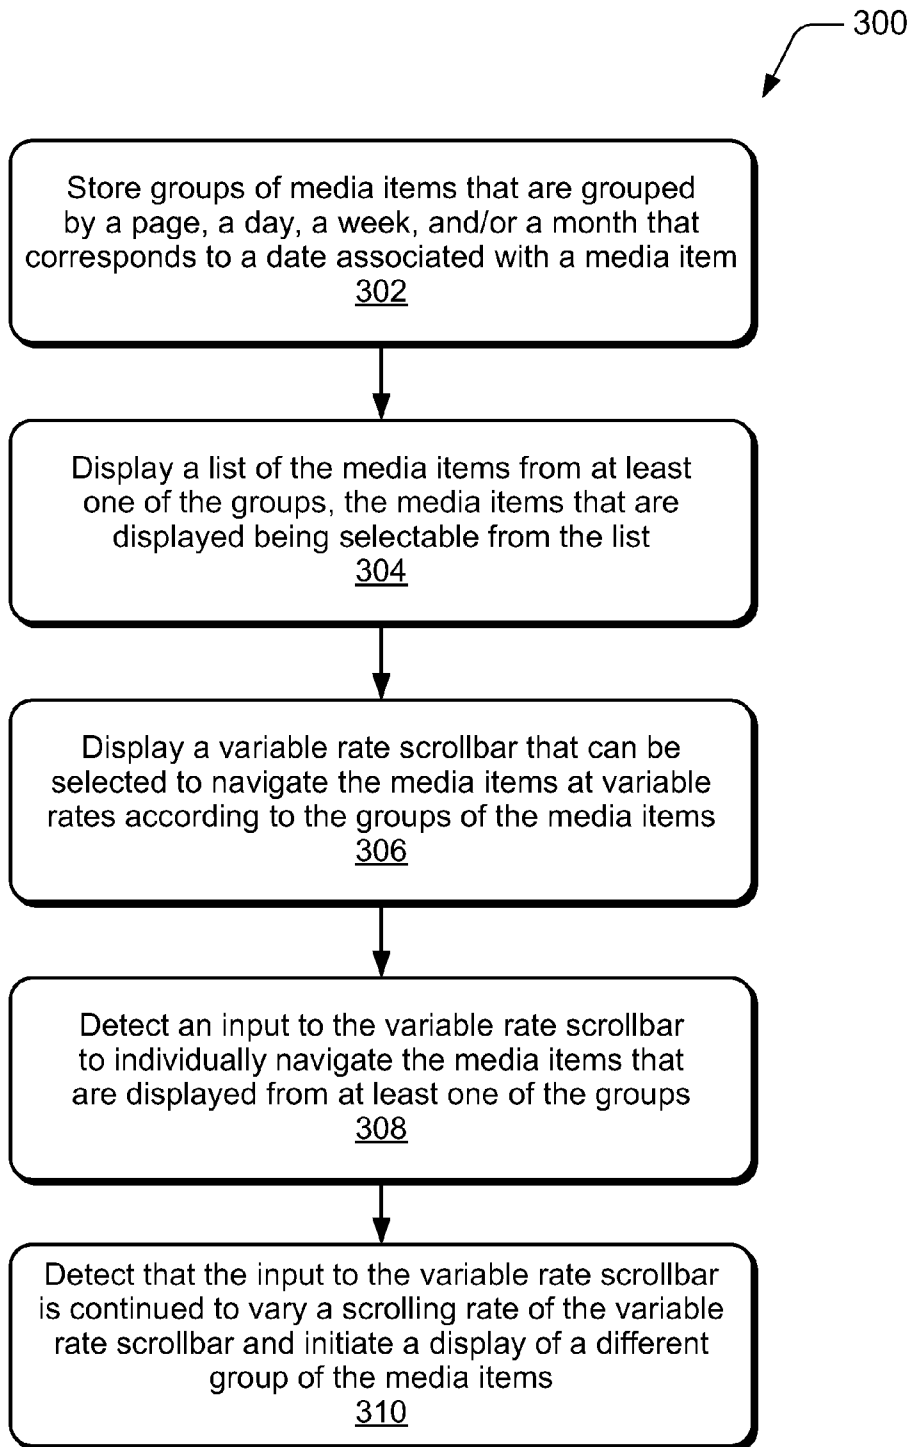 300
Store groups of media items that are grouped
by a page, a day, a week, and/or a month that
corresponds to a date associated with a media item
302
Display a list of the media items from at least
one of the groups, the media items that are
displayed being selectable from the list
304
Display a variable rate scrollbar that can be
selected to navigate the media items at variable
rates according to the groups of the media items
306
Detect an input to the variable rate scrollbar
to individually navigate the media items that
are displayed from at least one of the groups
308
Detect that the input to the variable rate scrollbar
is continued to vary a scrolling rate of the variable
rate scrollbar and initiate a display of a different
group of the media items
310